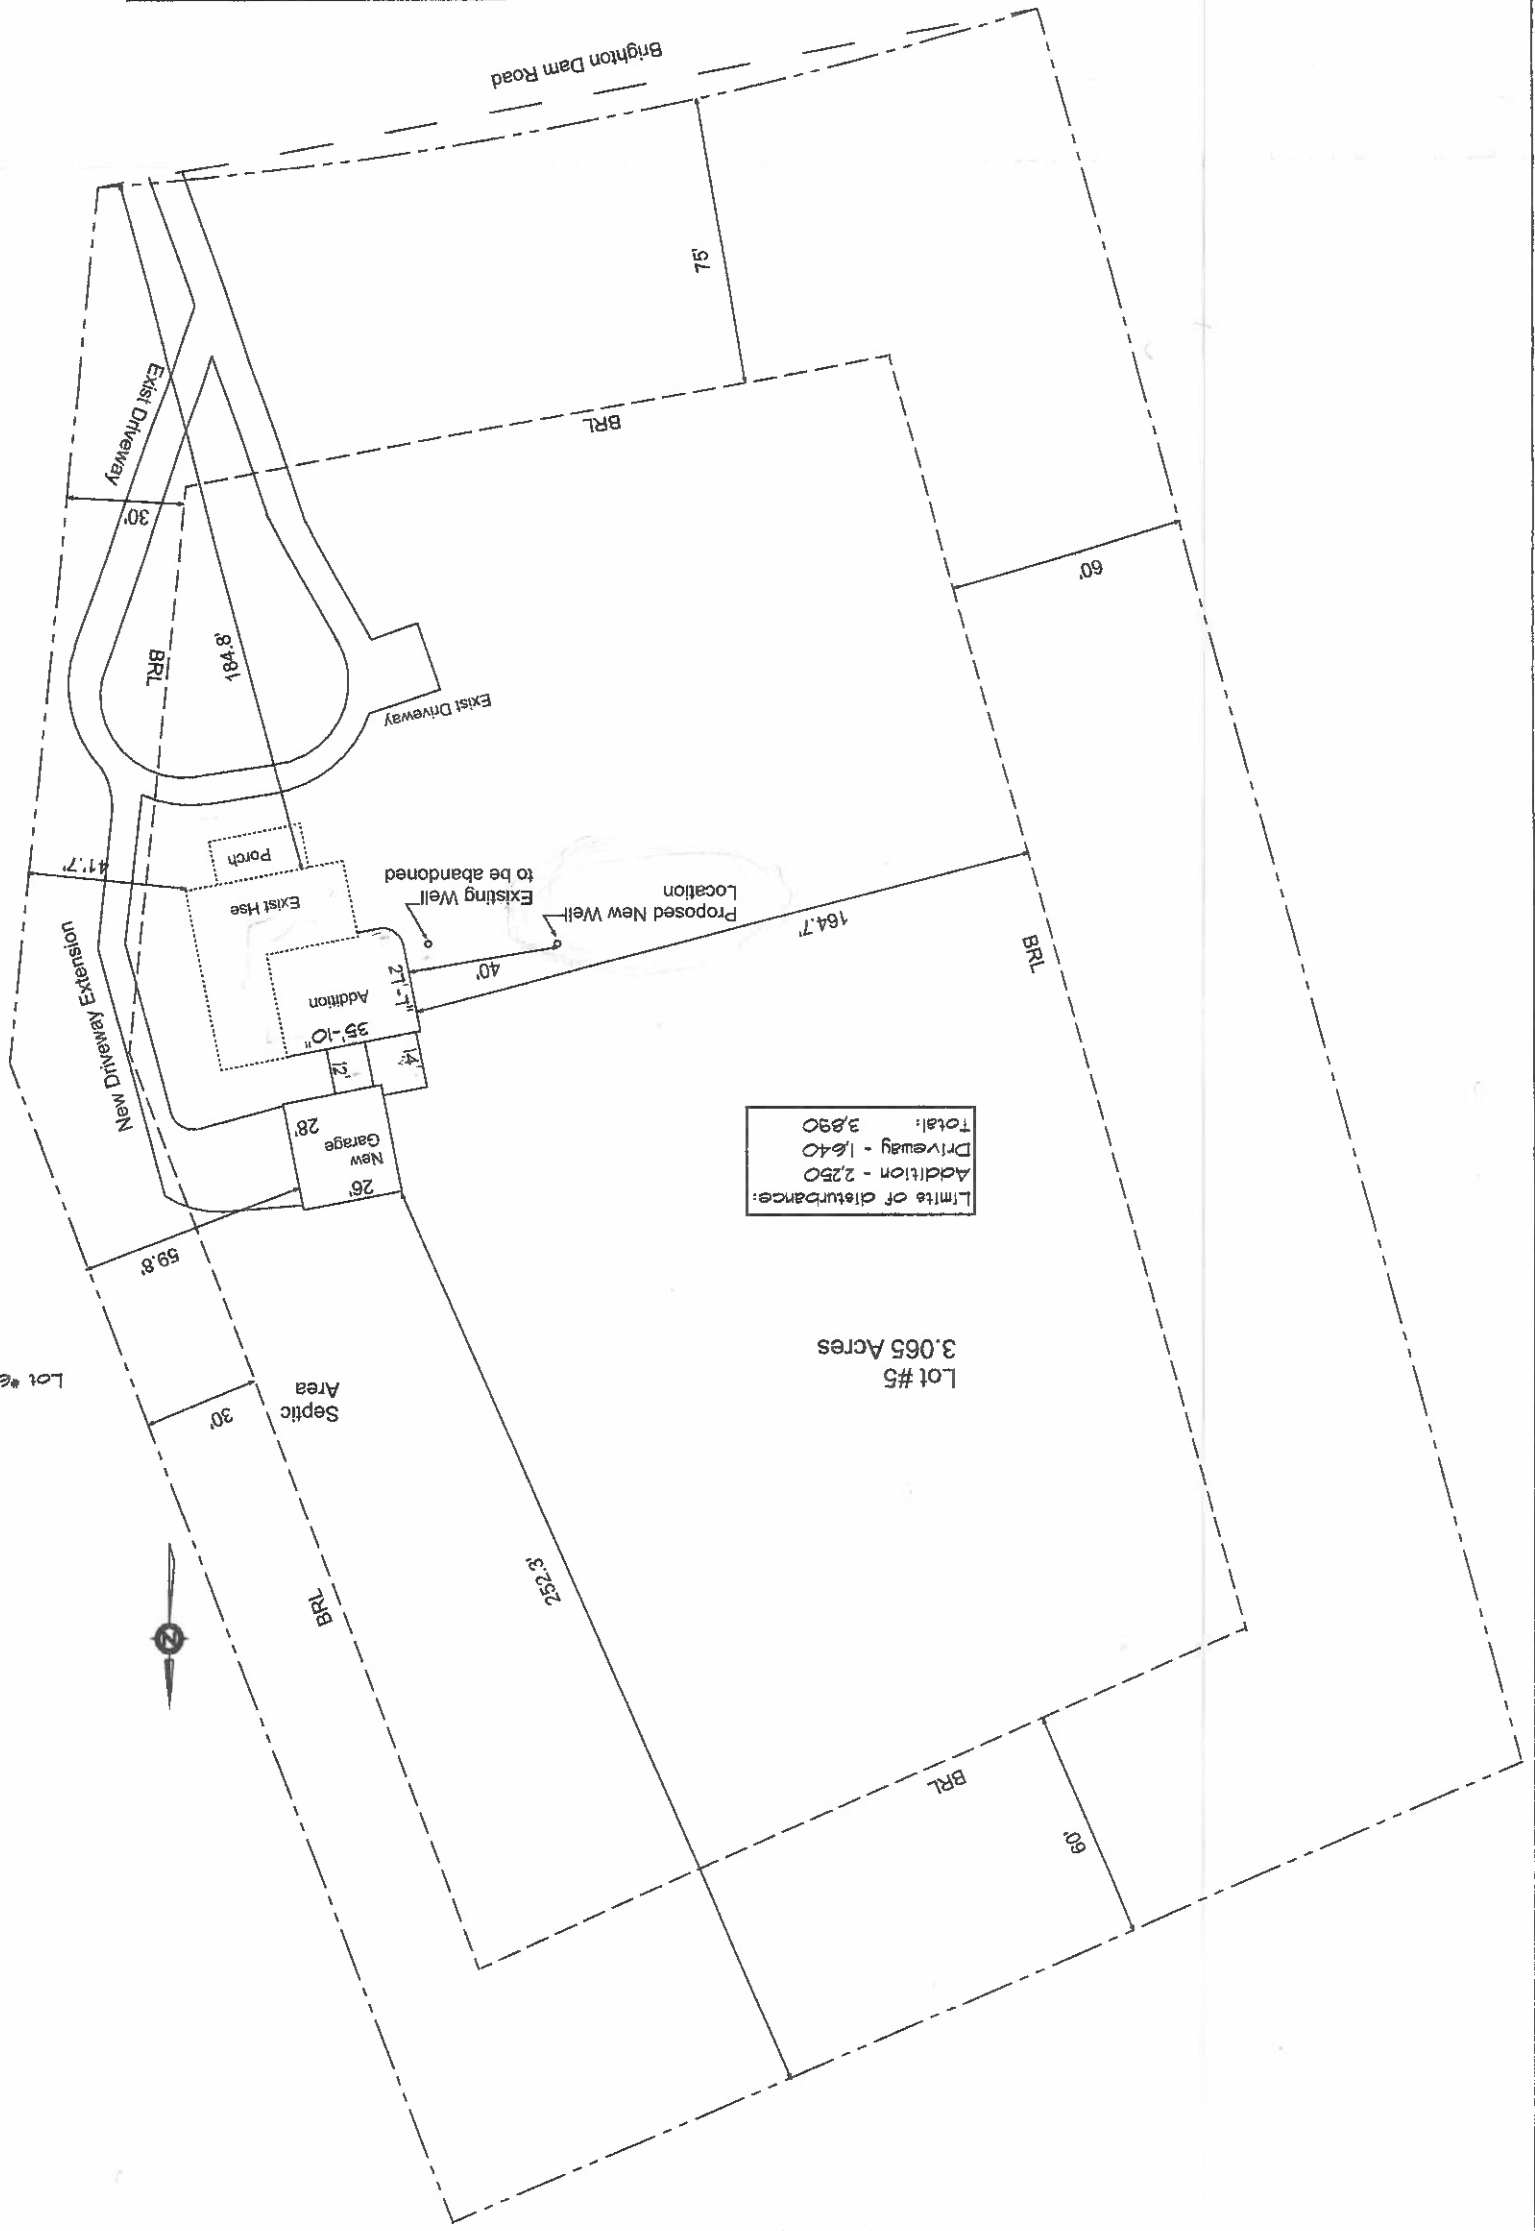 60'
BRL
252.3'
BRL
N
30'
Lot #5
3.065 Acres
Septic
Area
Lot
59.8'
Limits of disturbance:
Addition - 2,250
Driveway - 1,640
Total: 3,890
26'
New
Garage
28'
14'
12'
35'-10"
Addition
27'-7"
New Driveway Extension
40'
BRL
164.7'
Proposed New Well
Location
Existing Well
to be abandoned
Exist Hse
Porch
41.7'
Exist Driveway
184.8'
BRL
60'
30'
Exist Driveway
BRL
75'
Brighton Dam Road